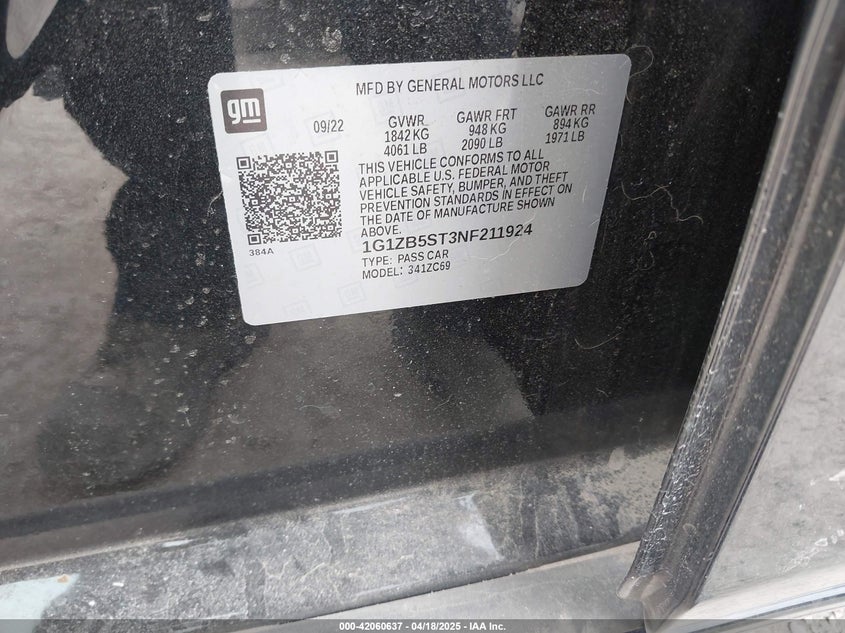 MFD BY GENERAL MOTORS LLC
gm
09/22 GVWR GAWR FRT GAWR RR
1842 KG 948 KG 894 KG
4061 LB 2090 LB 1971 LB
THIS VEHICLE CONFORMS TO ALL
APPLICABLE U.S. FEDERAL MOTOR
VEHICLE SAFETY, BUMPER, AND THEFT
PREVENTION STANDARDS IN EFFECT ON
THE DATE OF MANUFACTURE SHOWN
ABOVE.
384A
1G1ZB5ST3NF211924
TYPE: PASS CAR
MODEL: 341ZC69
000-42060637 - 04/18/2025 - IAA Inc.